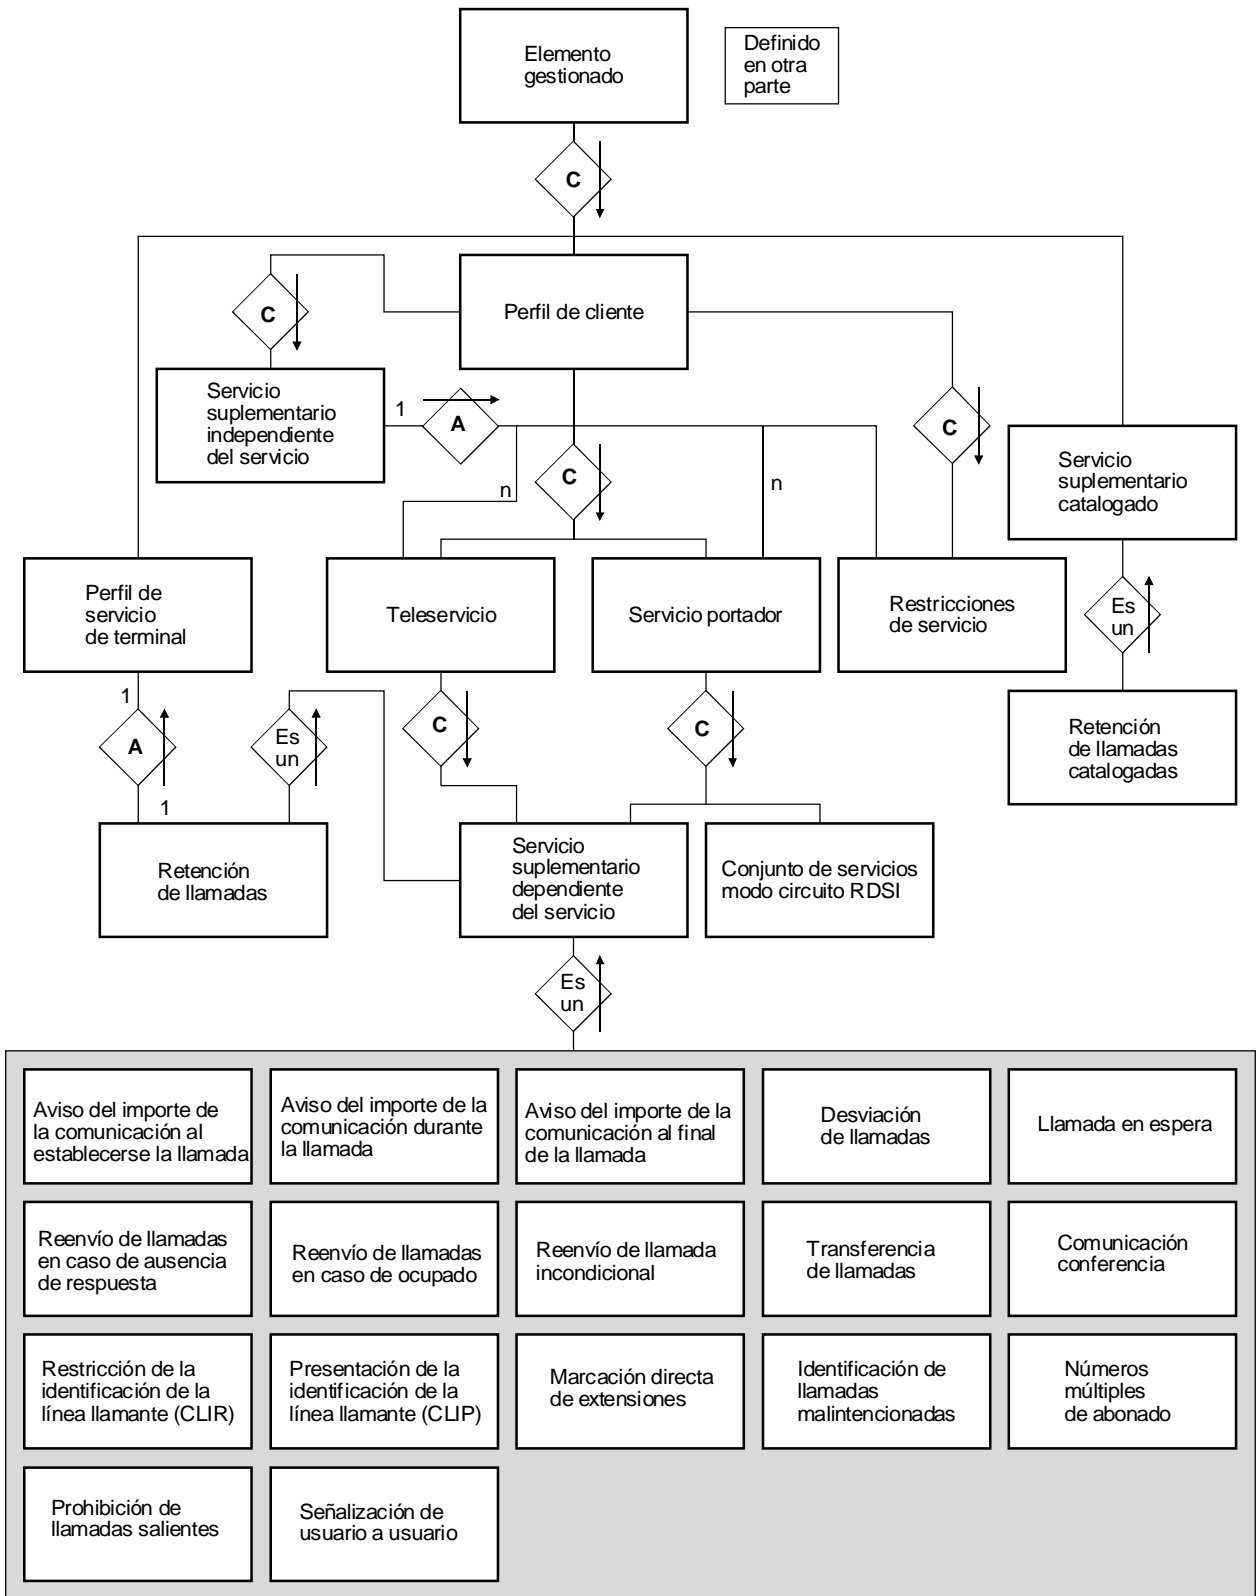 Elemento
gestionado
Definido
en otra
parte
C
Perfil de cliente
C
Servicio
suplementario
independiente
del servicio
1
A
C
C
n
n
Servicio
suplementario
catalogado
Perfil de
servicio
de terminal
Teleservicio
Servicio portador
Restricciones
de servicio
Es
un
1
A
1
Es
un
C
C
Retención
de llamadas
catalogadas
Retención
de llamadas
Servicio
suplementario
dependiente
del servicio
Conjunto de servicios
modo circuito RDSI
Es
un
Aviso del importe de
la comunicación al
establecerse la llamada
Aviso del importe de la
comunicación durante
la llamada
Aviso del importe de la
comunicación al final
de la llamada
Desviación
de llamadas
Llamada en espera
Reenvío de llamadas
en caso de ausencia
de respuesta
Reenvío de llamadas
en caso de ocupado
Reenvío de llamada
incondicional
Transferencia
de llamadas
Comunicación
conferencia
Restricción de la
identificación de la
línea llamante (CLIR)
Presentación de la
identificación de la
línea llamante (CLIP)
Marcación directa
de extensiones
Identificación de
llamadas
malintencionadas
Números
múltiples
de abonado
Prohibición de
llamadas salientes
Señalización de
usuario a usuario